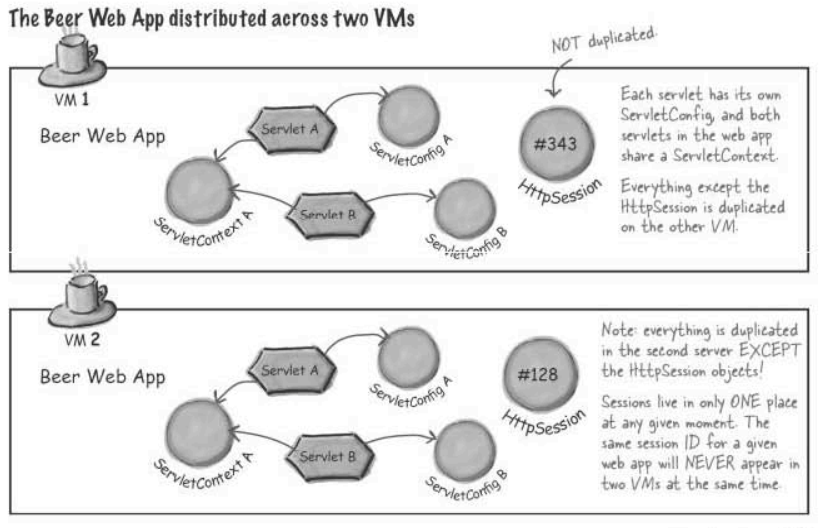 The Beer Web App distributed across two VMs
NOT duplicated.
VM 1
Beer Web App
Servlet A
ServletConfig A
ServletContext A
Servlet B
ServletConfig B
#343
HttpSession
Each servlet has its own
ServletConfig, and both
servlets in the web app
share a ServletContext.
Everything except the
HttpSession is duplicated
on the other VM.
VM 2
Beer Web App
Servlet A
ServletConfig A
ServletContext A
Servlet B
ServletConfig B
#128
HttpSession
Note: everything is duplicated
in the second server EXCEPT
the HttpSession objects!
Sessions live in only ONE place
at any given moment. The
same session ID for a given
web app will NEVER appear in
two VMs at the same time.